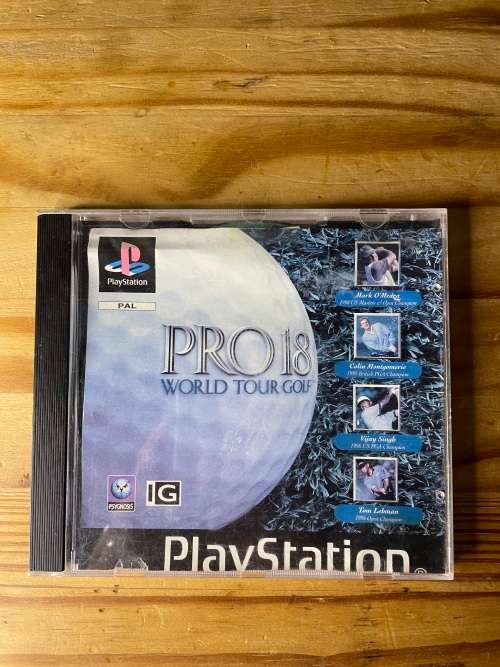 PlayStation
PAL
PRO 18
WORLD TOUR GOLF
Mark O'Meara
1998 US Masters & Open Champion
Colin Montgomerie
1998 British PGA Champion
Vijay Singh
1998 US PGA Champion
Tom Lehman
1996 Open Champion
PSYGNOSIS
IG
PlayStation®